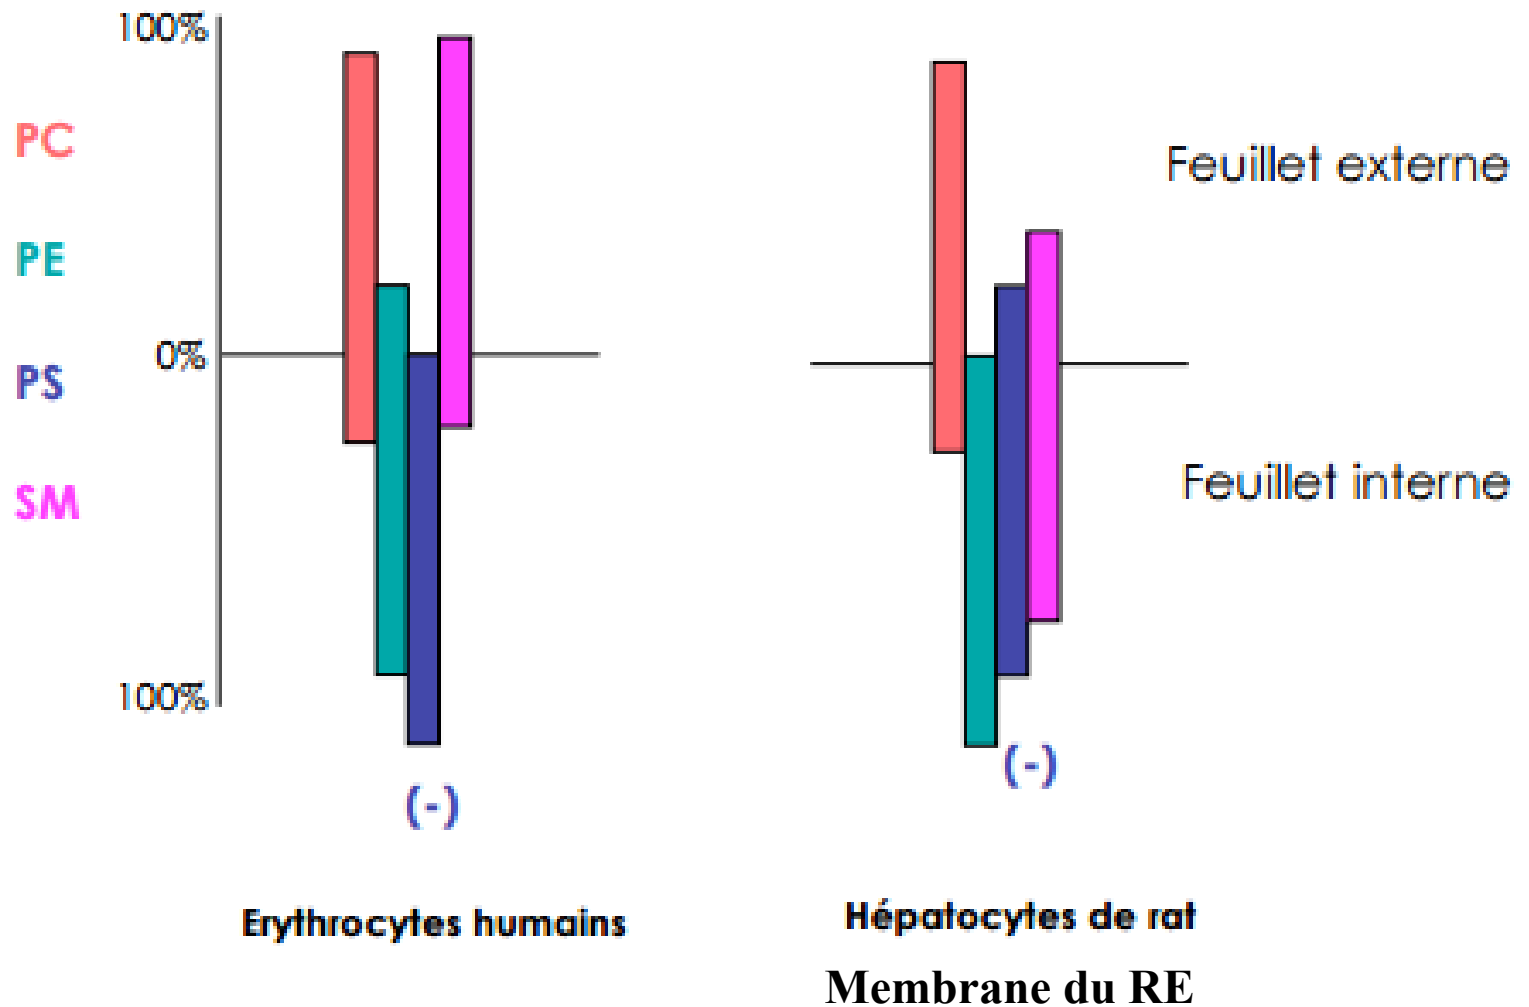 100%
PC
Feuillet externe
PE
0%
PS
Feuillet interne
SM
100%
(-)
(-)
Erythrocytes humains
Hépatocytes de rat
Membrane du RE